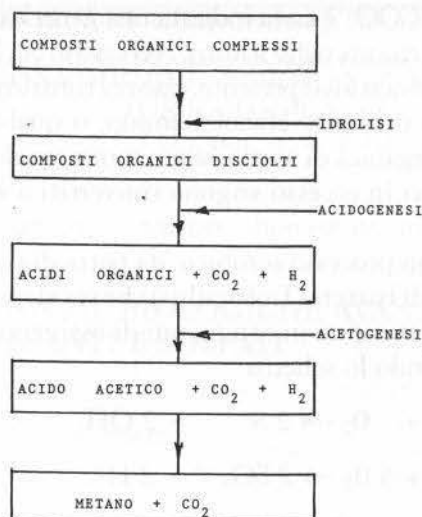 COMPOSTI ORGANICI COMPLESSI
IDROLISI
COMPOSTI ORGANICI DISCIOLTI
ACIDOGENESI
ACIDI ORGANICI + CO₂ + H₂
ACETOGENESI
ACIDO ACETICO + CO₂ + H₂
METANO + CO₂